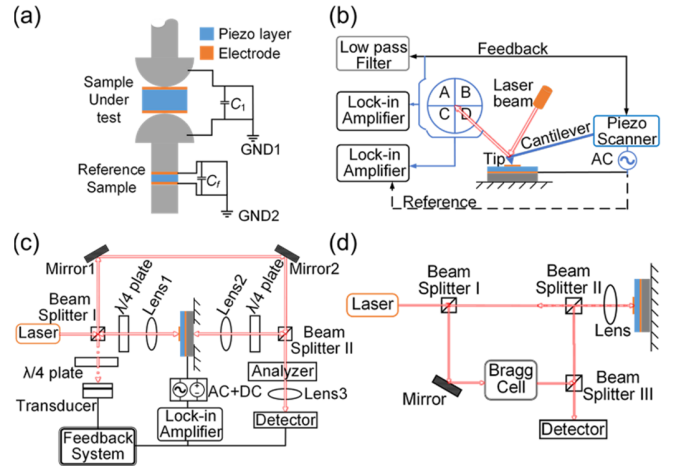 (a)
Piezo layer
Electrode
Sample
Under
test
C1
GND1
Reference
Sample
Cf
GND2
(b)
Low pass
Filter
Feedback
A B
C D
Laser
beam
Lock-in
Amplifier
Cantilever
Piezo
Scanner
Lock-in
Amplifier
Tip
AC
Reference
(c)
Mirror1
Mirror2
λ/4 plate
Lens1
Lens2
λ/4 plate
Beam
Splitter I
Laser
Beam
Splitter II
λ/4 plate
Analyzer
AC+DC
Lens3
Transducer
Lock-in
Amplifier
Detector
Feedback
System
(d)
Beam
Splitter I
Beam
Splitter II
Laser
Lens
Bragg
Cell
Mirror
Beam
Splitter III
Detector